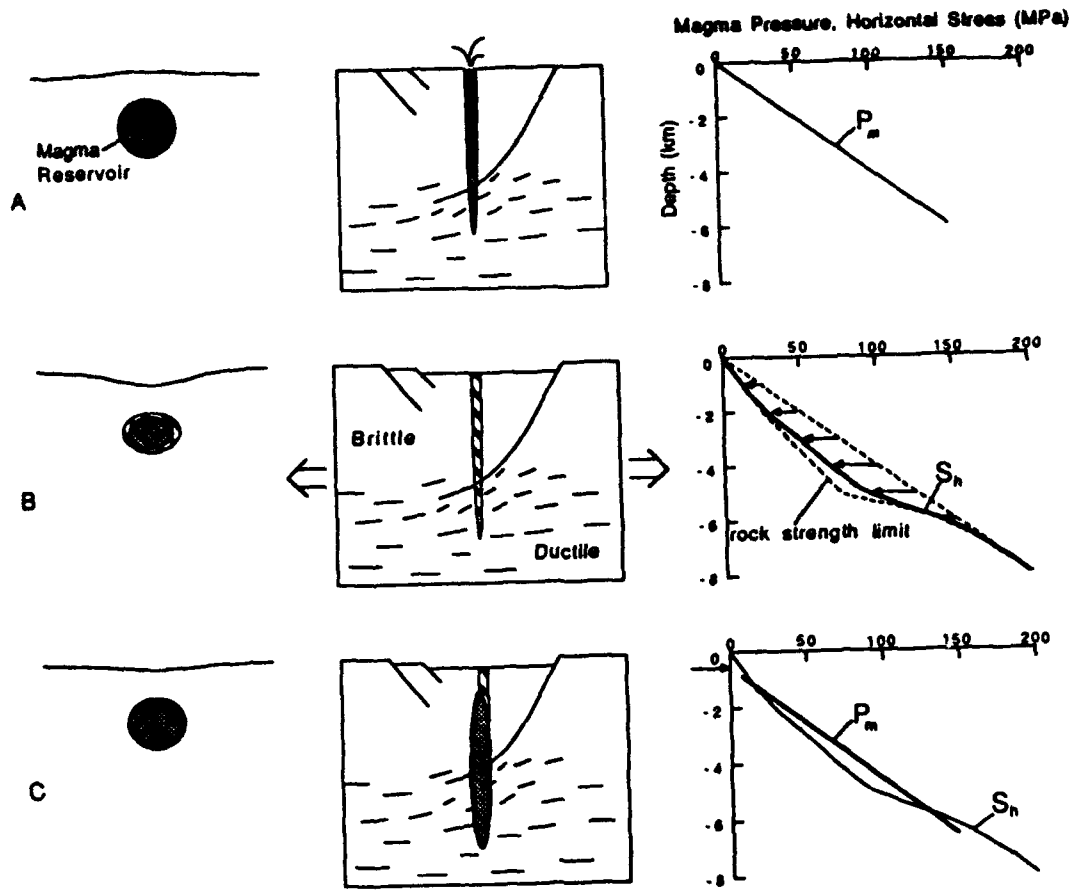 Magma Pressure, Horizontal Stress (MPa)
0 50 100 150 200
0
-2
-4
-6
-8
Depth (km)
Pm
Magma
Reservoir
A
0 50 100 150 200
0
-2
-4
-6
-8
Sh
rock strength limit
Brittle
Ductile
B
0 50 100 150 200
0
-2
-4
-6
-8
Pm
Sh
C